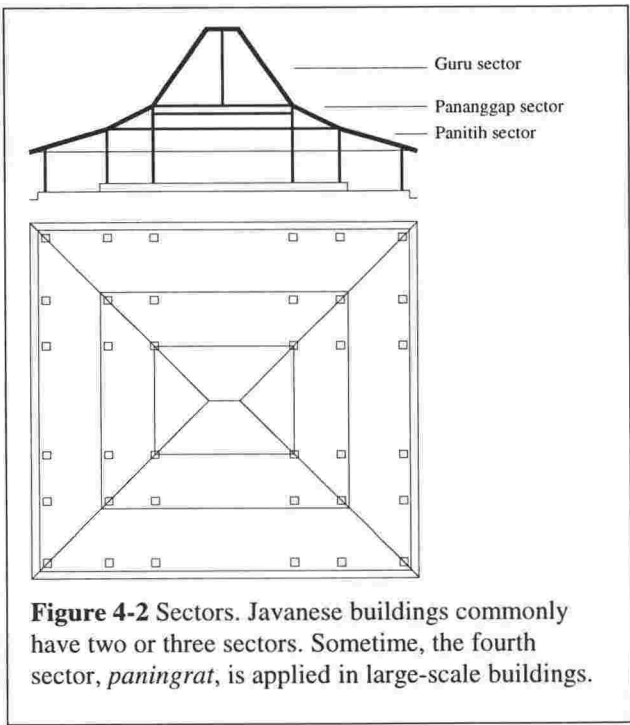 Guru sector
Pananggap sector
Panitih sector
Figure 4-2 Sectors. Javanese buildings commonly
have two or three sectors. Sometime, the fourth
sector, paningrat, is applied in large-scale buildings.